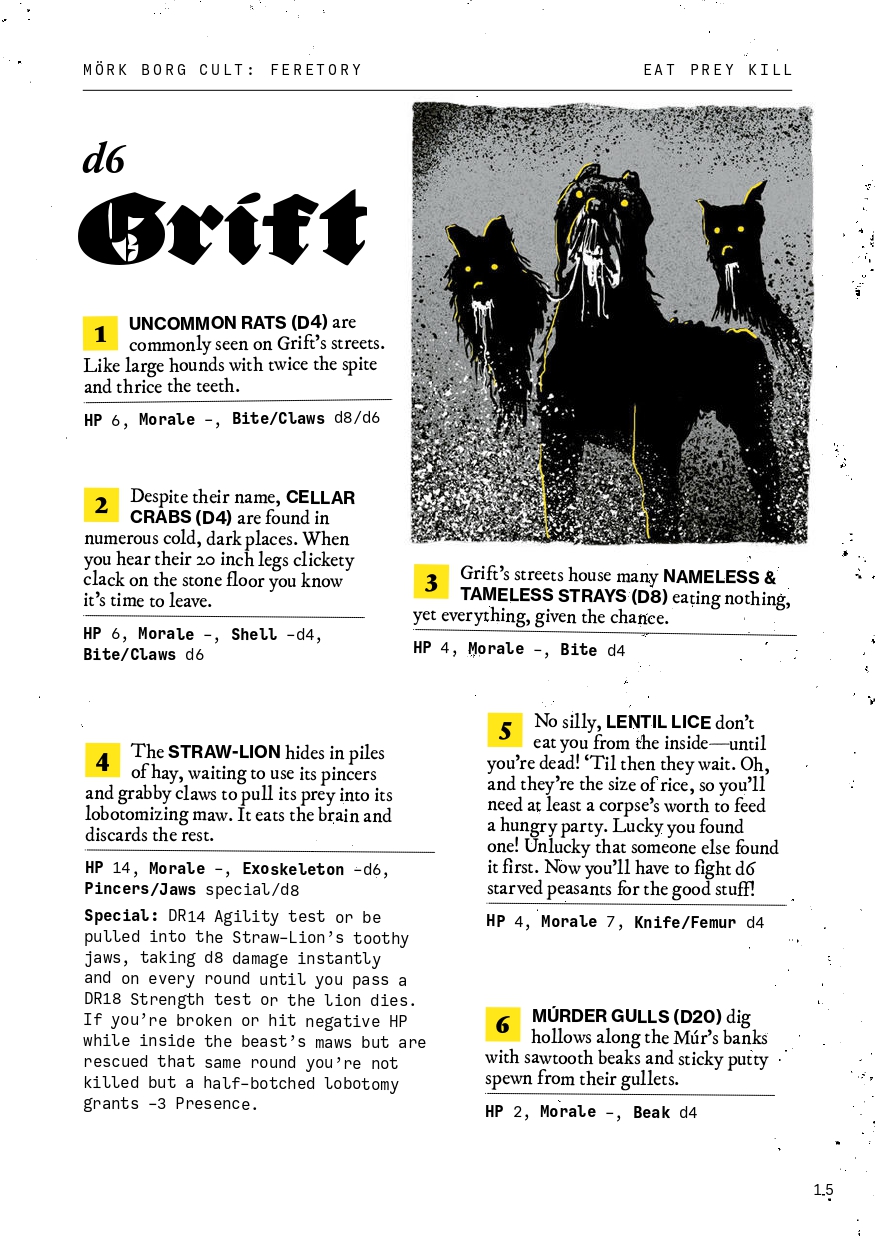 MÖRK BORG CULT: FERETORY
EAT PREY KILL
d6
Grift
1
UNCOMMON RATS (D4) are
commonly seen on Grift's streets.
Like large hounds with twice the spite
and thrice the teeth.
HP 6, Morale –, Bite/Claws d8/d6
2
Despite their name, CELLAR
CRABS (D4) are found in
numerous cold, dark places. When
you hear their 20 inch legs clickety
clack on the stone floor you know
it's time to leave.
HP 6, Morale –, Shell –d4,
Bite/Claws d6
3
Grift's streets house many NAMELESS &
TAMELESS STRAYS (D8) eating nothing,
yet everything, given the chance.
HP 4, Morale –, Bite d4
4
The STRAW-LION hides in piles
of hay, waiting to use its pincers
and grabby claws to pull its prey into its
lobotomizing maw. It eats the brain and
discards the rest.
HP 14, Morale –, Exoskeleton –d6,
Pincers/Jaws special/d8
Special: DR14 Agility test or be
pulled into the Straw–Lion's toothy
jaws, taking d8 damage instantly
and on every round until you pass a
DR18 Strength test or the lion dies.
If you're broken or hit negative HP
while inside the beast's maws but are
rescued that same round you're not
killed but a half–botched lobotomy
grants –3 Presence.
5
No silly, LENTIL LICE don't
eat you from the inside—until
you're dead! 'Til then they wait. Oh,
and they're the size of rice, so you'll
need at least a corpse's worth to feed
a hungry party. Lucky you found
one! Unlucky that someone else found
it first. Now you'll have to fight d6
starved peasants for the good stuff!
HP 4, Morale 7, Knife/Femur d4
6
MÚRDER GULLS (D20) dig
hollows along the Múr's banks
with sawtooth beaks and sticky putty
spewn from their gullets.
HP 2, Morale –, Beak d4
15